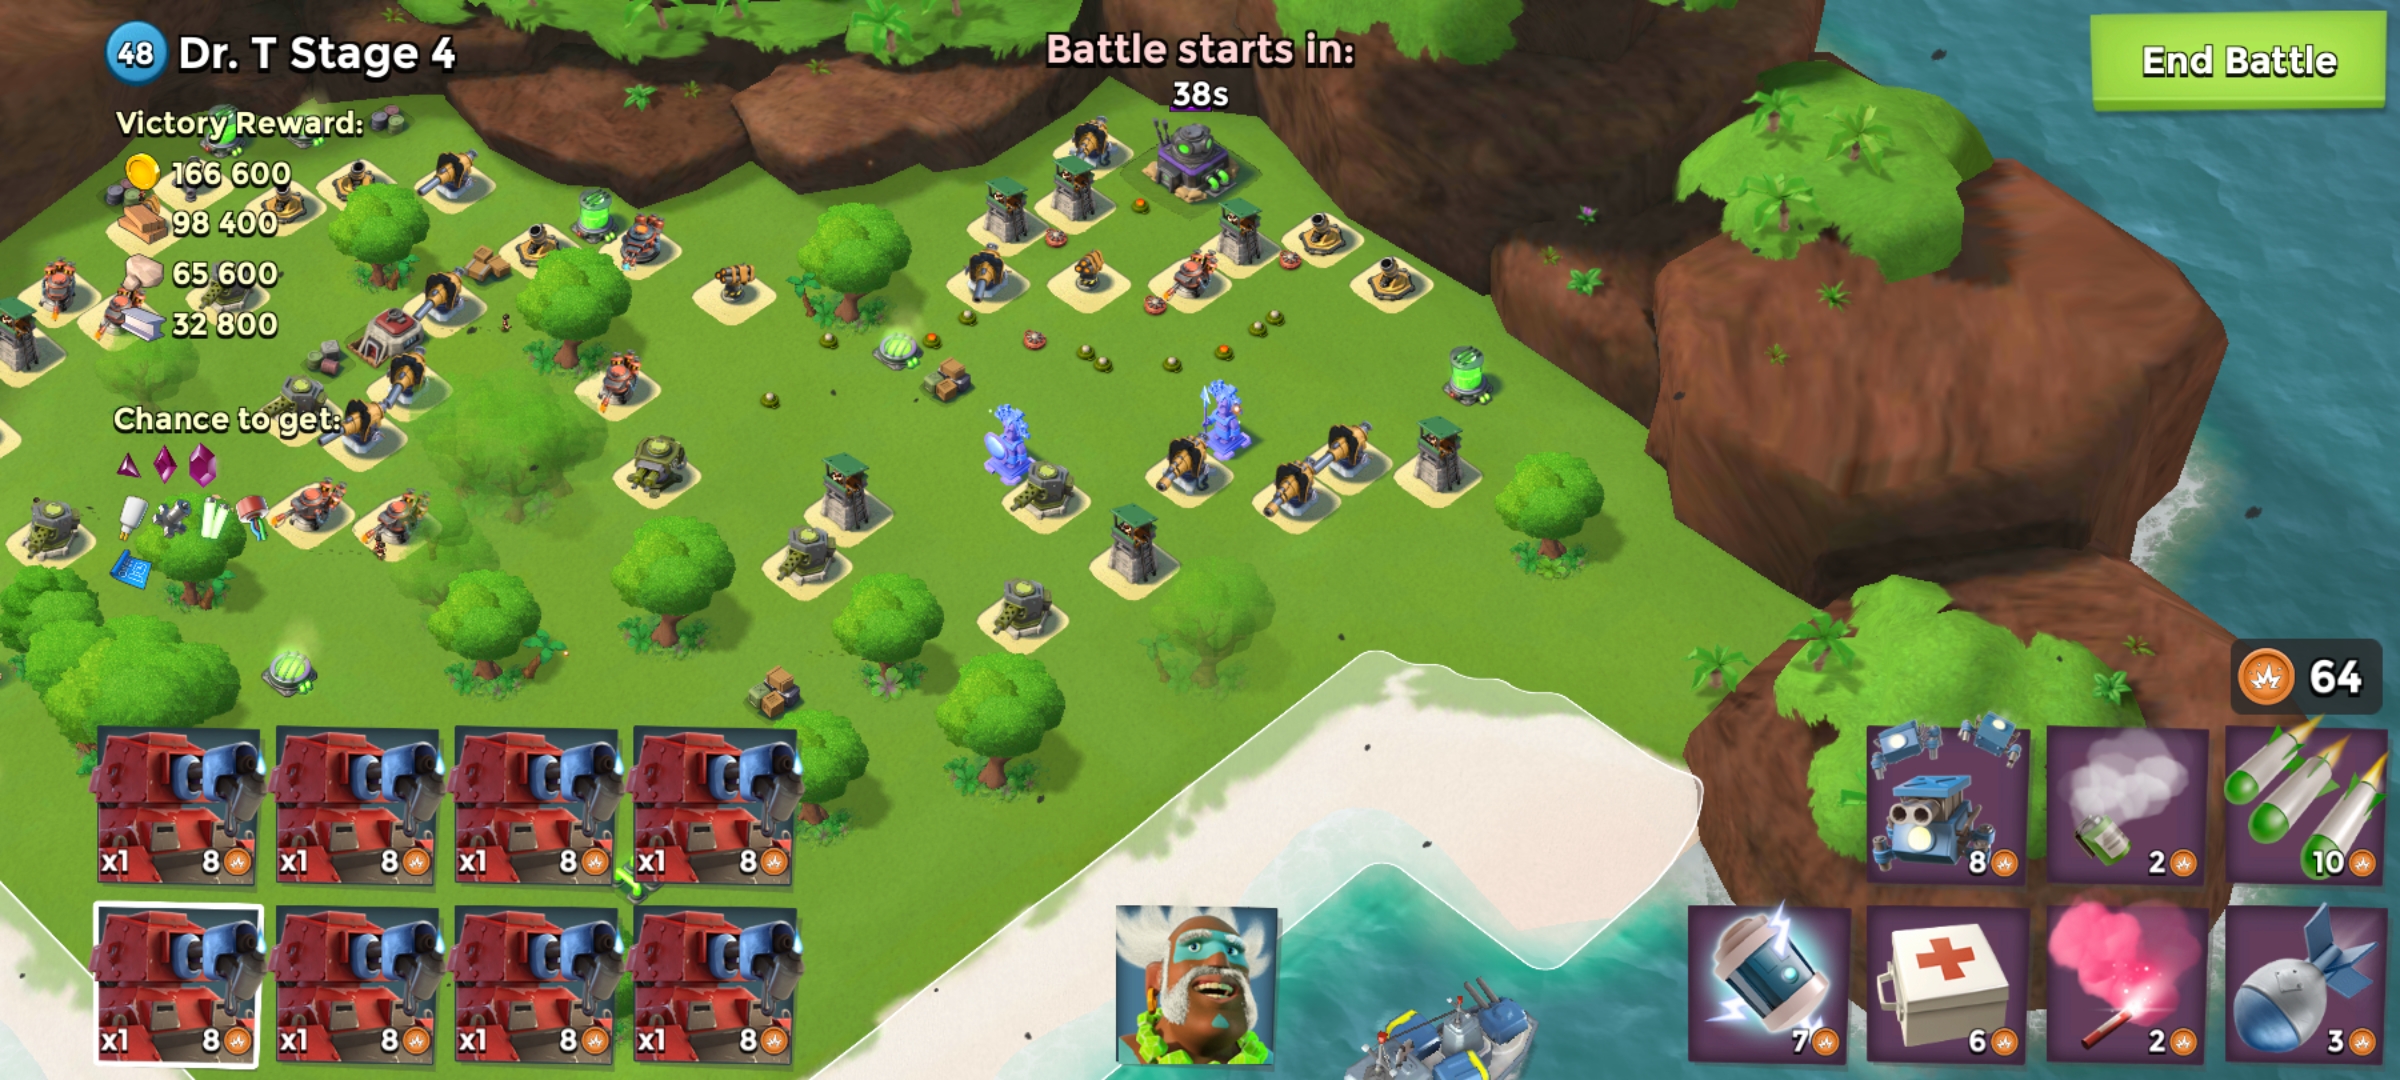 48 Dr. T Stage 4
Battle starts in:
38s
End Battle
Victory Reward:
166 600
98 400
65 600
32 800
Chance to get:
64
x1 8
x1 8
x1 8
x1 8
8
2
10
x1 8
x1 8
x1 8
x1 8
7
6
2
3